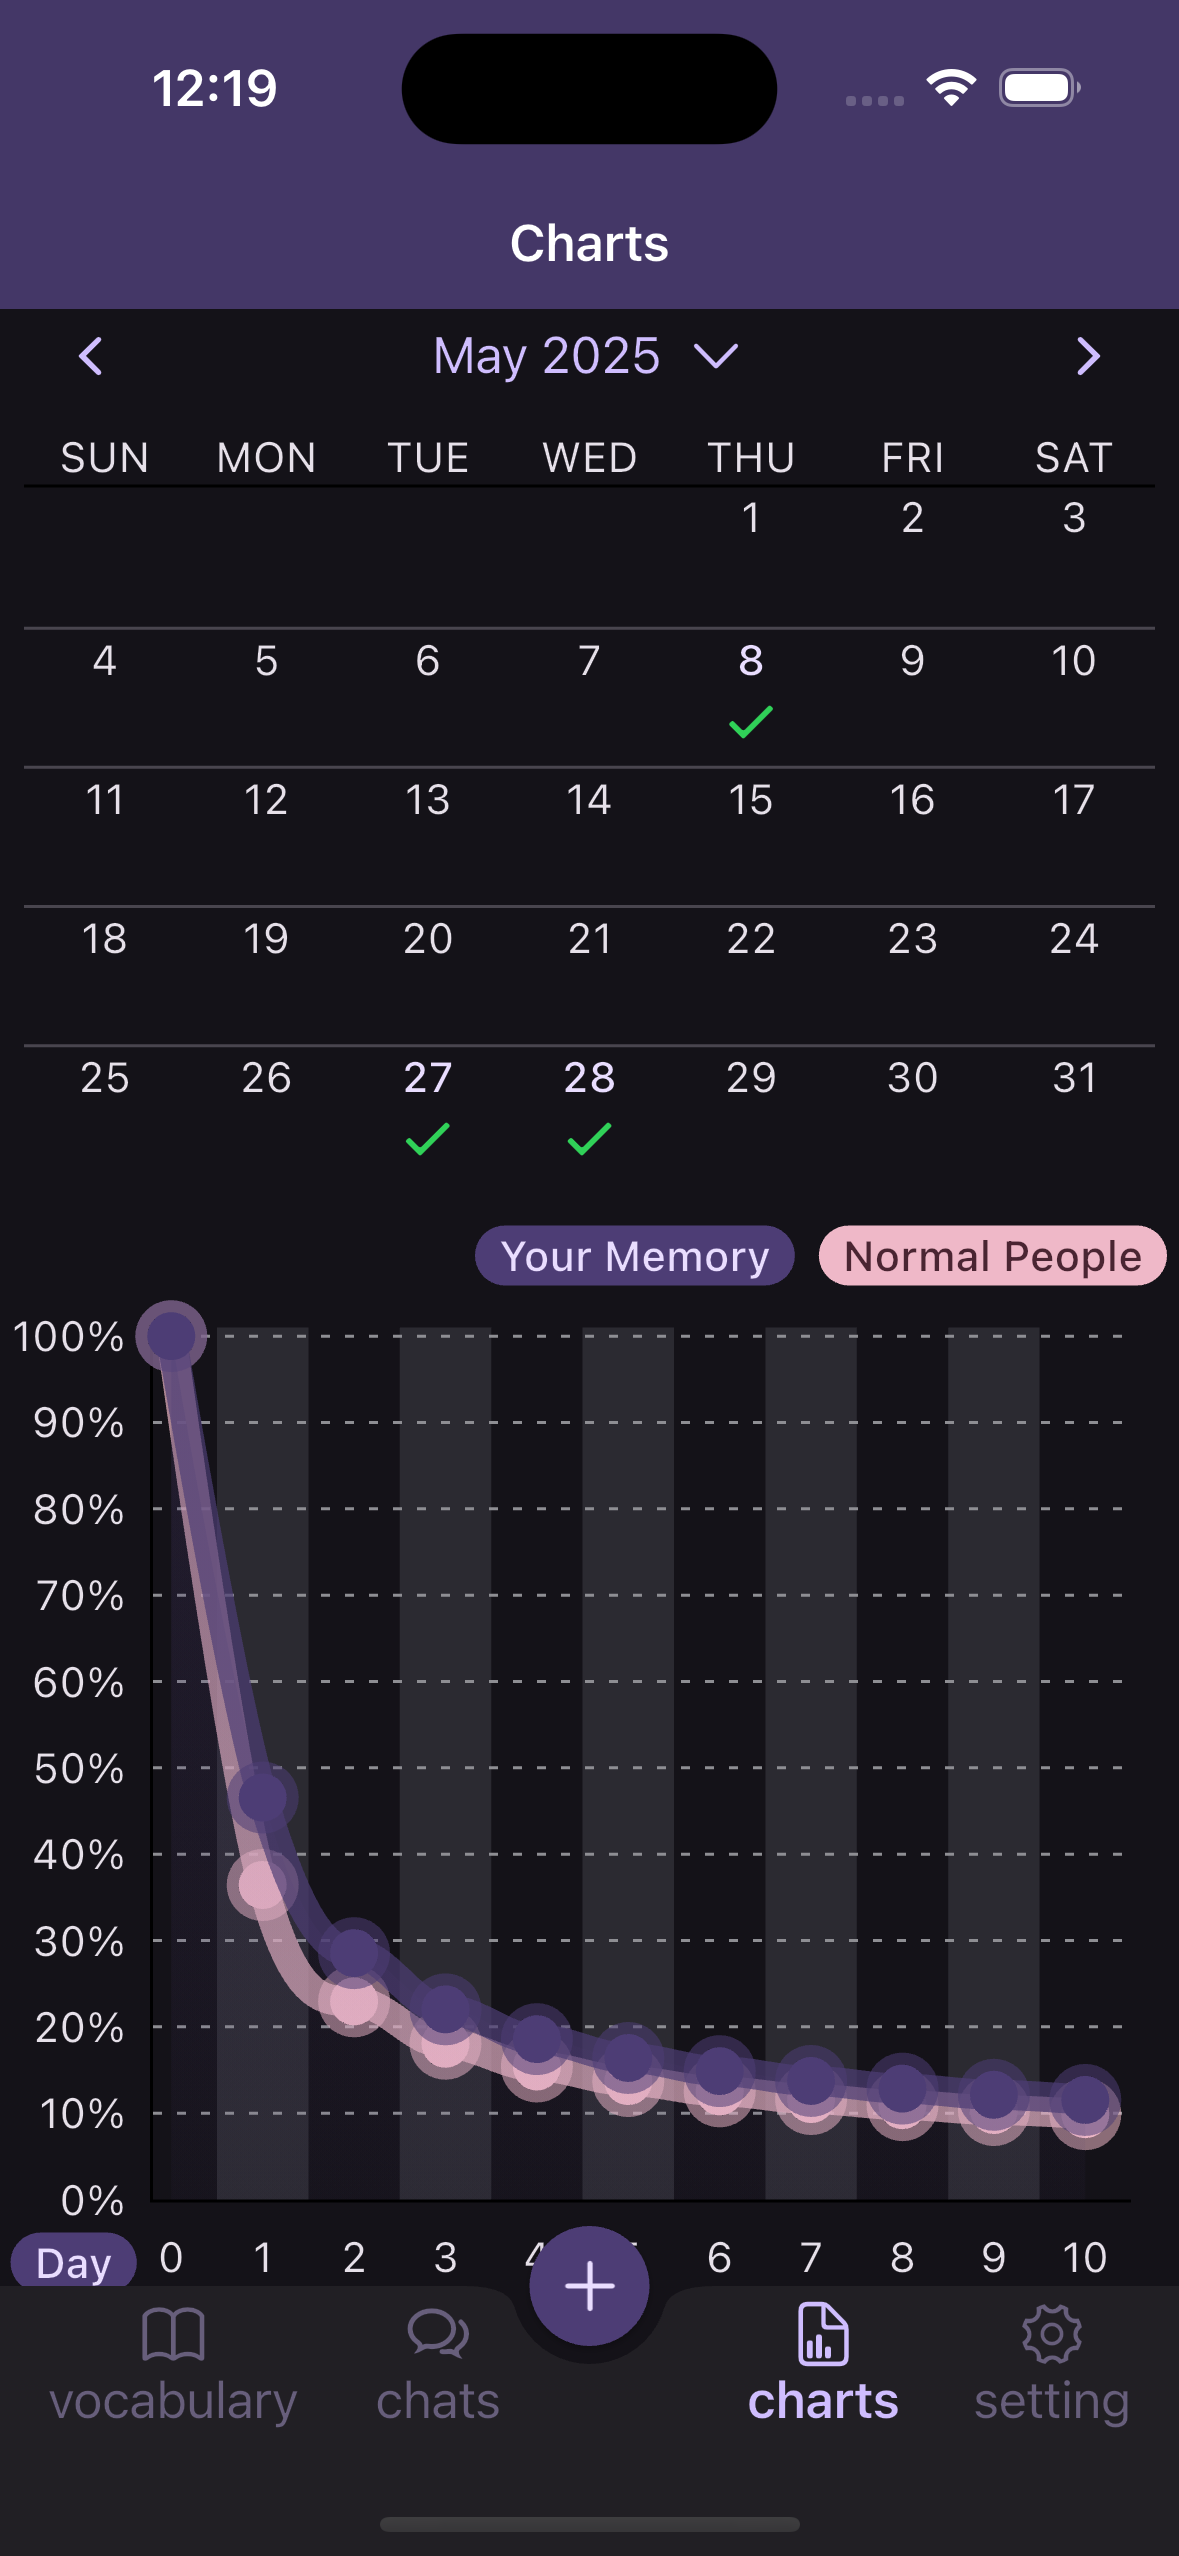 12:19
Charts
May 2025
SUN MON TUE WED THU FRI SAT
1 2 3
4 5 6 7 8 9 10
11 12 13 14 15 16 17
18 19 20 21 22 23 24
25 26 27 28 29 30 31
Your Memory Normal People
100%
90%
80%
70%
60%
50%
40%
30%
20%
10%
0%
Day 0 1 2 3 4 6 7 8 9 10
vocabulary chats charts setting